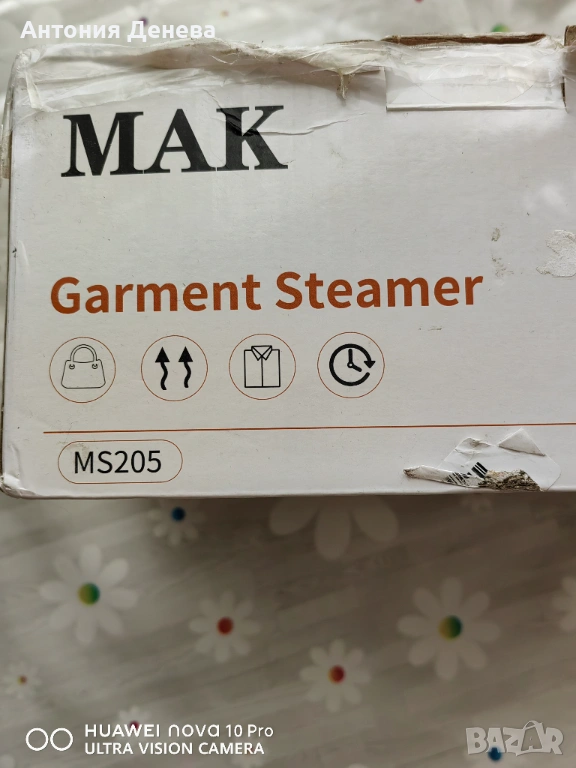 Антония Денева
MAK
Garment Steamer
MS205
HUAWEI nova 10 Pro
ULTRA VISION CAMERA
BAZAR